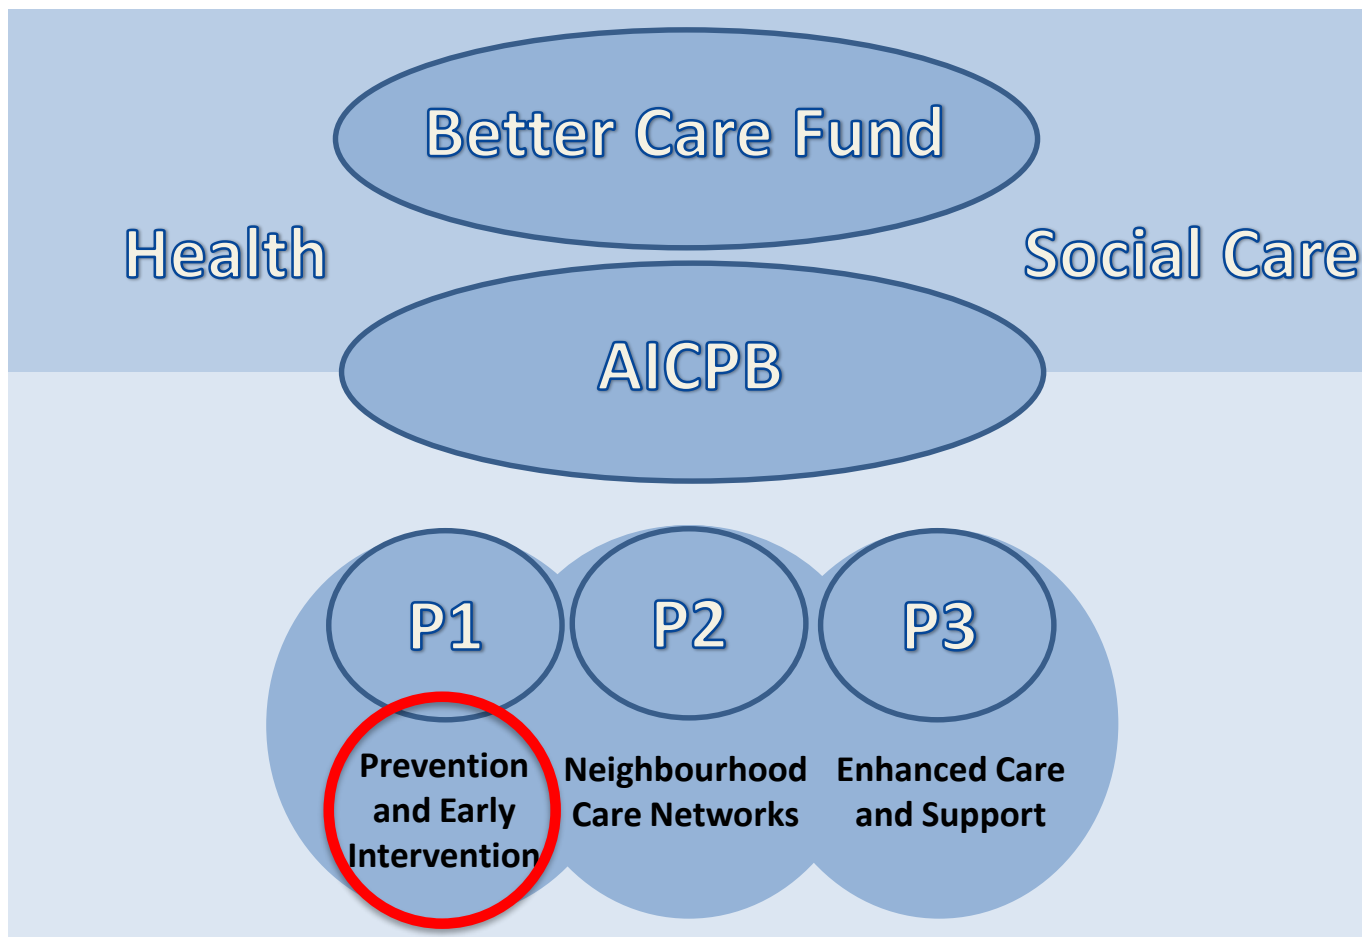 Better Care Fund
Health
Social Care
AICPB
P1
P2
P3
Prevention
and Early
Intervention
Neighbourhood
Care Networks
Enhanced Care
and Support